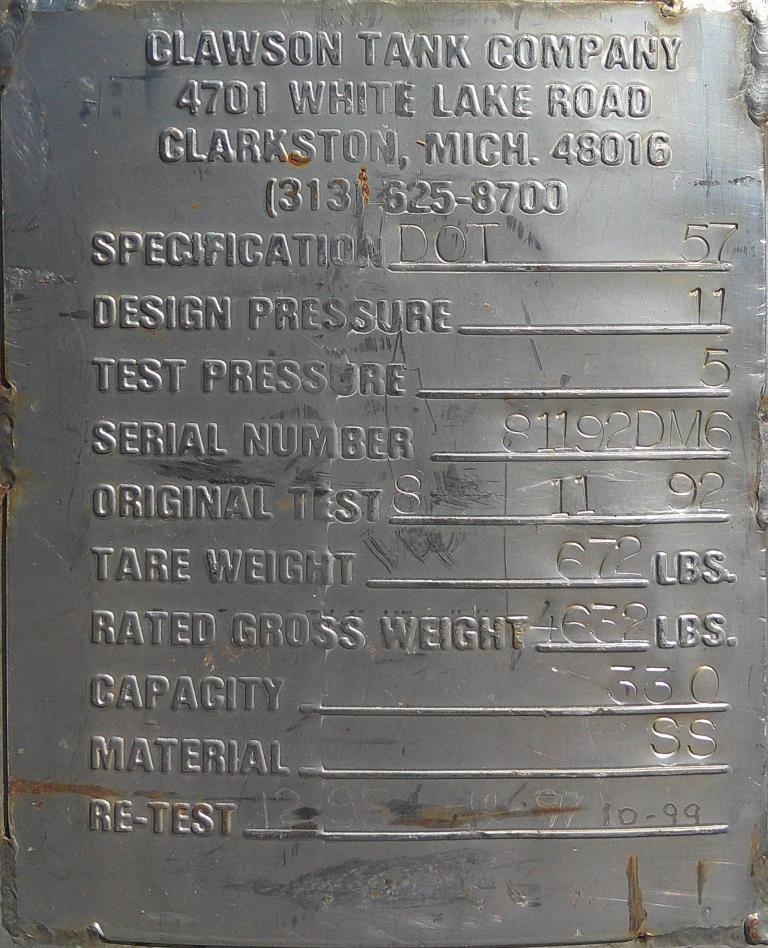 CLAWSON TANK COMPANY
4701 WHITE LAKE ROAD
CLARKSTON, MICH. 48016
(313) 625-8700
SPECIFICATION DOT 57
DESIGN PRESSURE 11
TEST PRESSURE 5
SERIAL NUMBER 81192DM6
ORIGINAL TEST 8 11 92
TARE WEIGHT 672 LBS.
RATED GROSS WEIGHT 4632 LBS.
CAPACITY 330
MATERIAL SS
RE-TEST 10-99